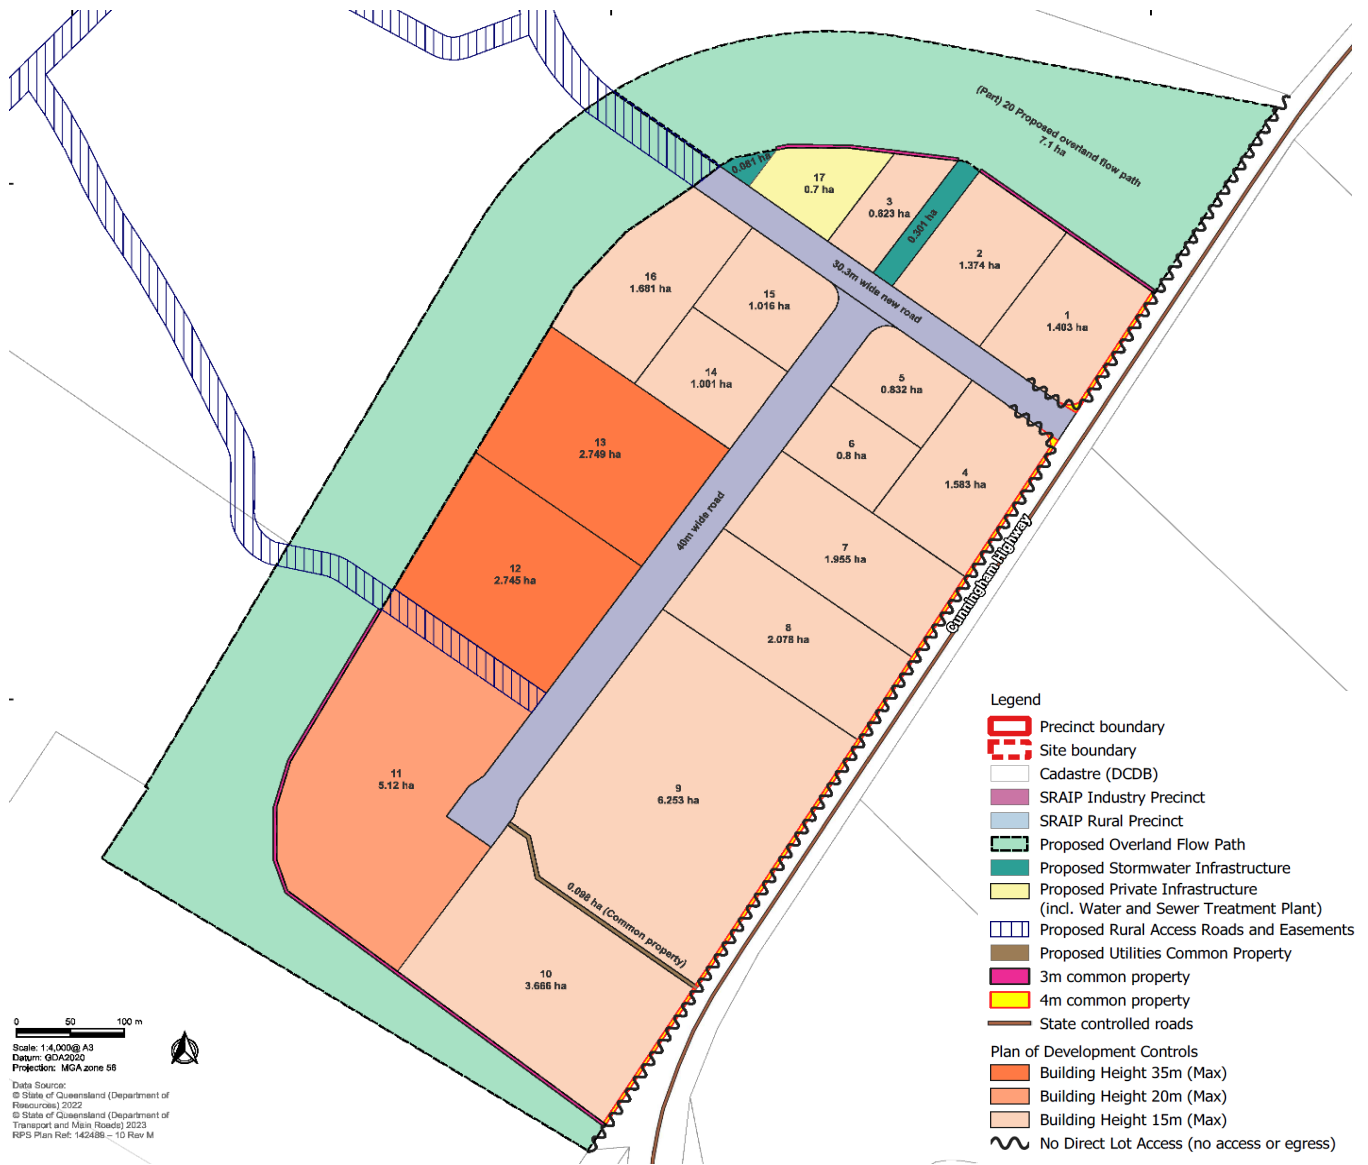 (Part) 20 Proposed overland flow path
7.1 ha
0.081 ha
17
0.7 ha
3
0.823 ha
0.301 ha
2
1.374 ha
1
1.403 ha
30.3m wide new road
16
1.681 ha
15
1.016 ha
14
1.001 ha
5
0.832 ha
6
0.8 ha
4
1.583 ha
13
2.749 ha
40m wide road
7
1.955 ha
12
2.745 ha
8
2.078 ha
Cunningham Highway
11
5.12 ha
9
6.253 ha
0.098 ha (Common property)
10
3.666 ha
Legend
Precinct boundary
Site boundary
Cadastre (DCDB)
SRAIP Industry Precinct
SRAIP Rural Precinct
Proposed Overland Flow Path
Proposed Stormwater Infrastructure
Proposed Private Infrastructure
(incl. Water and Sewer Treatment Plant)
Proposed Rural Access Roads and Easements
Proposed Utilities Common Property
3m common property
4m common property
State controlled roads
Plan of Development Controls
Building Height 35m (Max)
Building Height 20m (Max)
Building Height 15m (Max)
No Direct Lot Access (no access or egress)
0 50 100 m
Scale: 1:4,000@ A3
Datum: GDA2020
Projection: MGA zone 56
Data Source:
© State of Queensland (Department of
Resources) 2022
© State of Queensland (Department of
Transport and Main Roads) 2023
RPS Plan Ref: 142489 – 10 Rev M